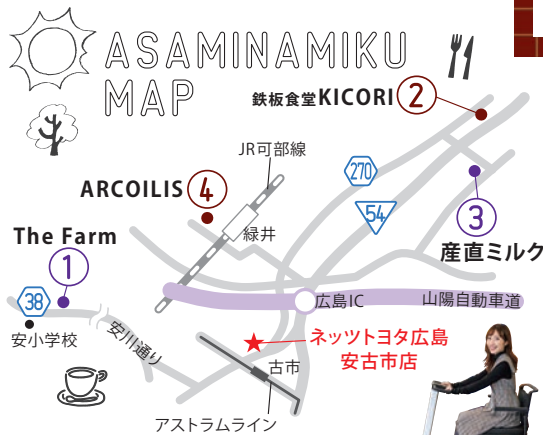 ASAMINAMIKU
MAP
鉄板食堂KICORI 2
JR可部線
270
ARCOILIS 4
54
3
緑井
The Farm
産直ミルク
1
38
広島IC
山陽自動車道
安小学校
安川通り
ネッツトヨタ広島
安古市店
古市
アストラムライン